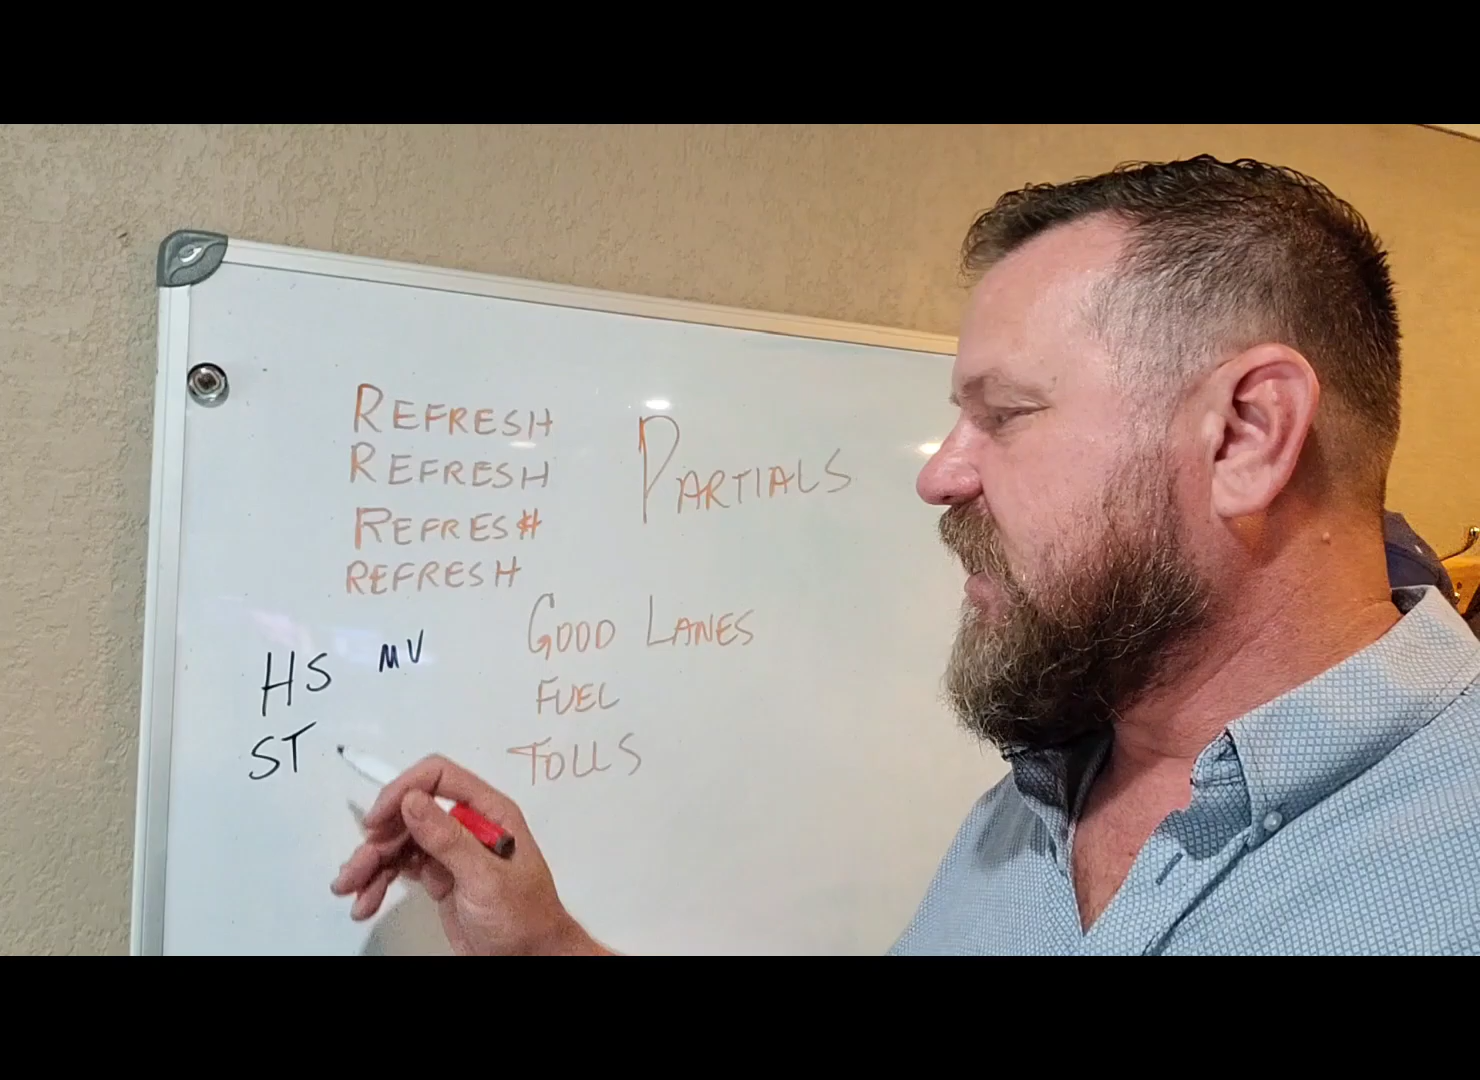 REFRESH
REFRESH
PARTIALS
REFRESH
REFRESH
GOOD LANES
HS MV
FUEL
ST
TOLLS